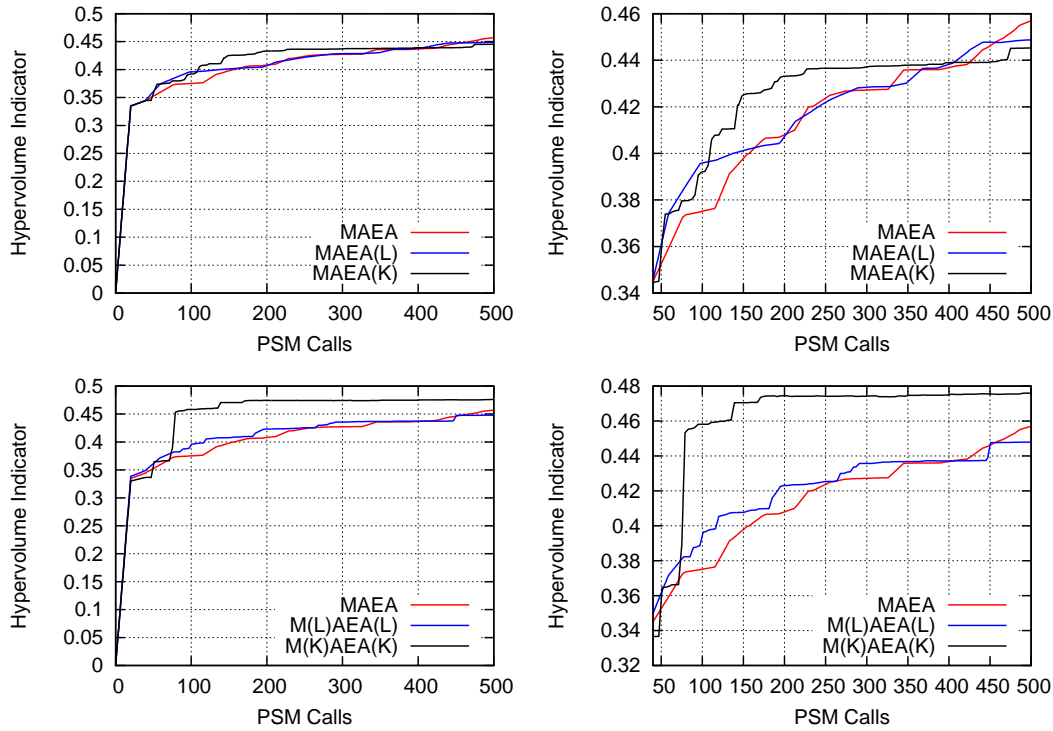 0.5
0.45
0.4
0.35
0.3
0.25
0.2
0.15
0.1
0.05
0
Hypervolume Indicator
MAEA
MAEA(L)
MAEA(K)
0 100 200 300 400 500
PSM Calls
0.46
0.44
0.42
0.4
0.38
0.36
0.34
Hypervolume Indicator
MAEA
MAEA(L)
MAEA(K)
50 100 150 200 250 300 350 400 450 500
PSM Calls
0.5
0.45
0.4
0.35
0.3
0.25
0.2
0.15
0.1
0.05
0
Hypervolume Indicator
MAEA
M(L)AEA(L)
M(K)AEA(K)
0 100 200 300 400 500
PSM Calls
0.48
0.46
0.44
0.42
0.4
0.38
0.36
0.34
0.32
Hypervolume Indicator
MAEA
M(L)AEA(L)
M(K)AEA(K)
50 100 150 200 250 300 350 400 450 500
PSM Calls